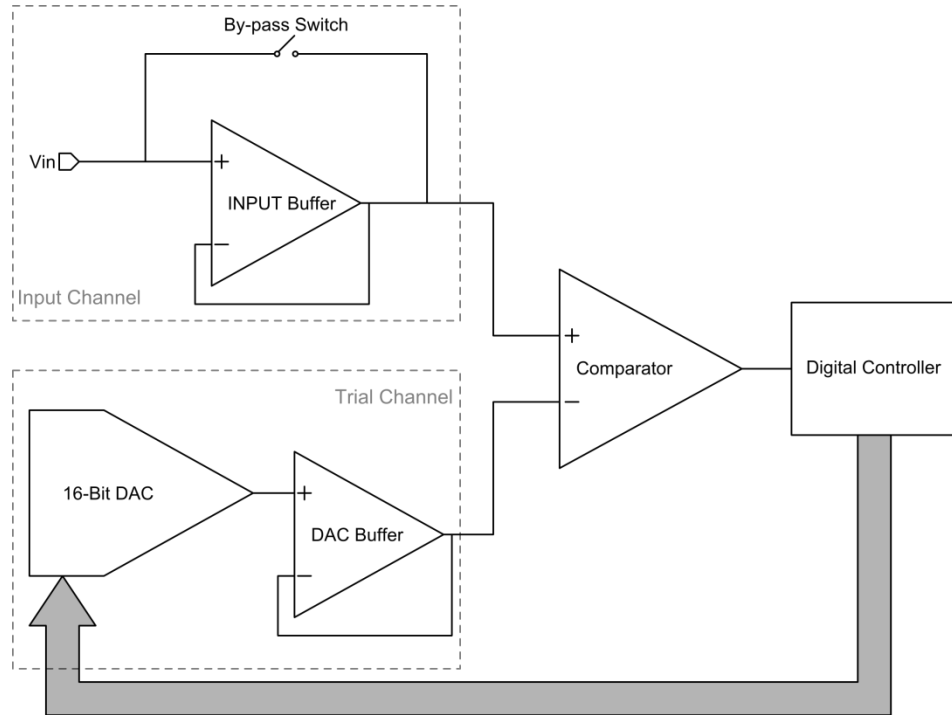 By-pass Switch
Vin
+
INPUT Buffer
−
Input Channel
+
Comparator
−
Digital Controller
Trial Channel
16-Bit DAC
+
DAC Buffer
−